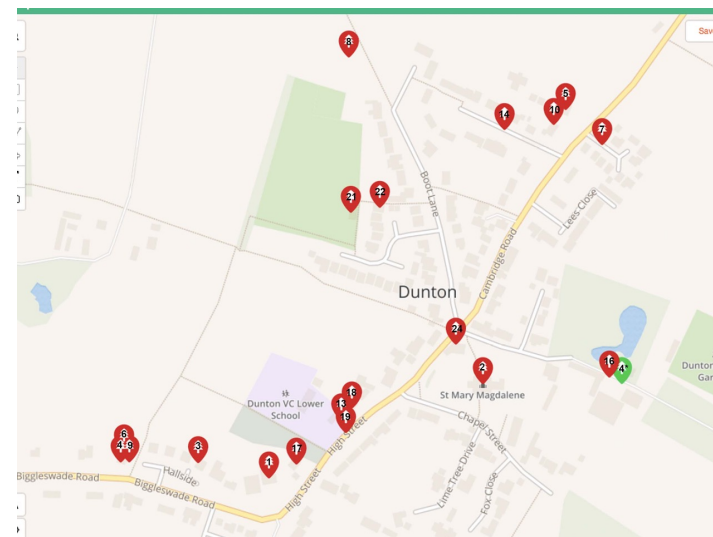 Save
8
5
10
14
7
21
22
Boot Lane
Lees Close
Cambridge Road
Dunton
24
2
16
4*
Dunton
Gar
St Mary Magdalene
18
13
19
Dunton VC Lower
School
High Street
Chapel Street
6
4
9
3
1
17
Hallside
Biggleswade Road
Biggleswade Road
High Street
Lime Tree Drive
Fox Close